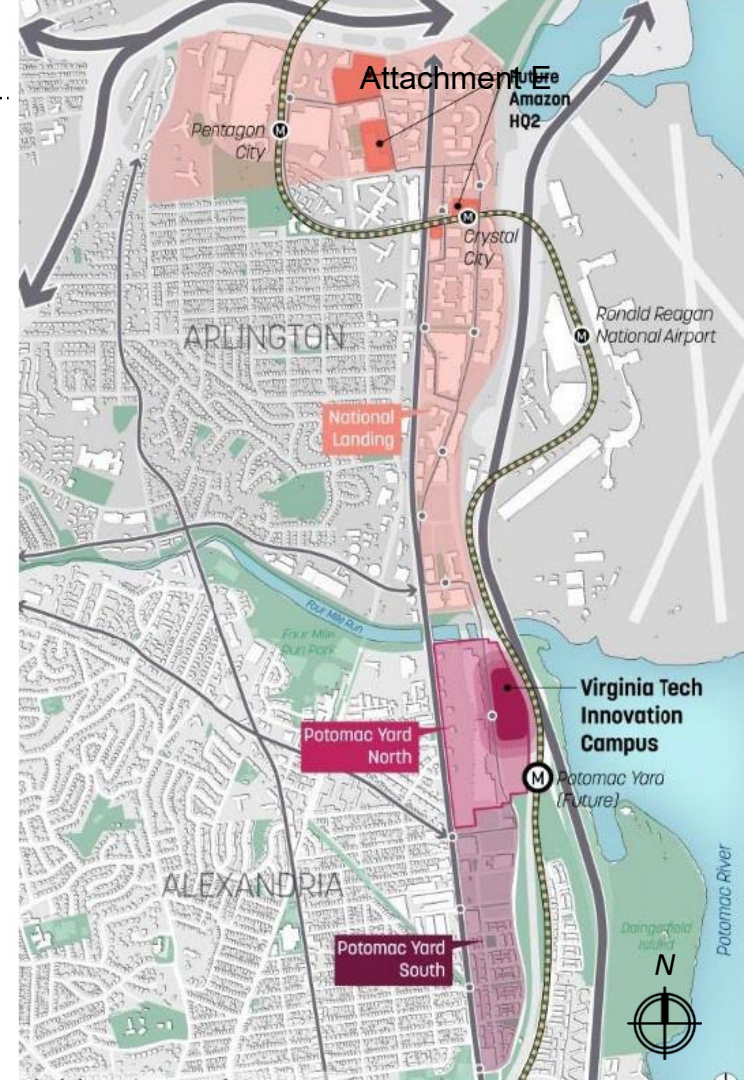 Attachment E
Future
Amazon
HQ2
M
Pentagon
City
M
Crystal
City
Ronald Reagan
M
National Airport
ARLINGTON
National
Landing
Four Mile Run
Four Mile
Run Park
Virginia Tech
Innovation
Campus
Potomac Yard
North
M
Potomac Yard
(Future)
ALEXANDRIA
Potomac River
Daingerfield
Island
Potomac Yard
South
N